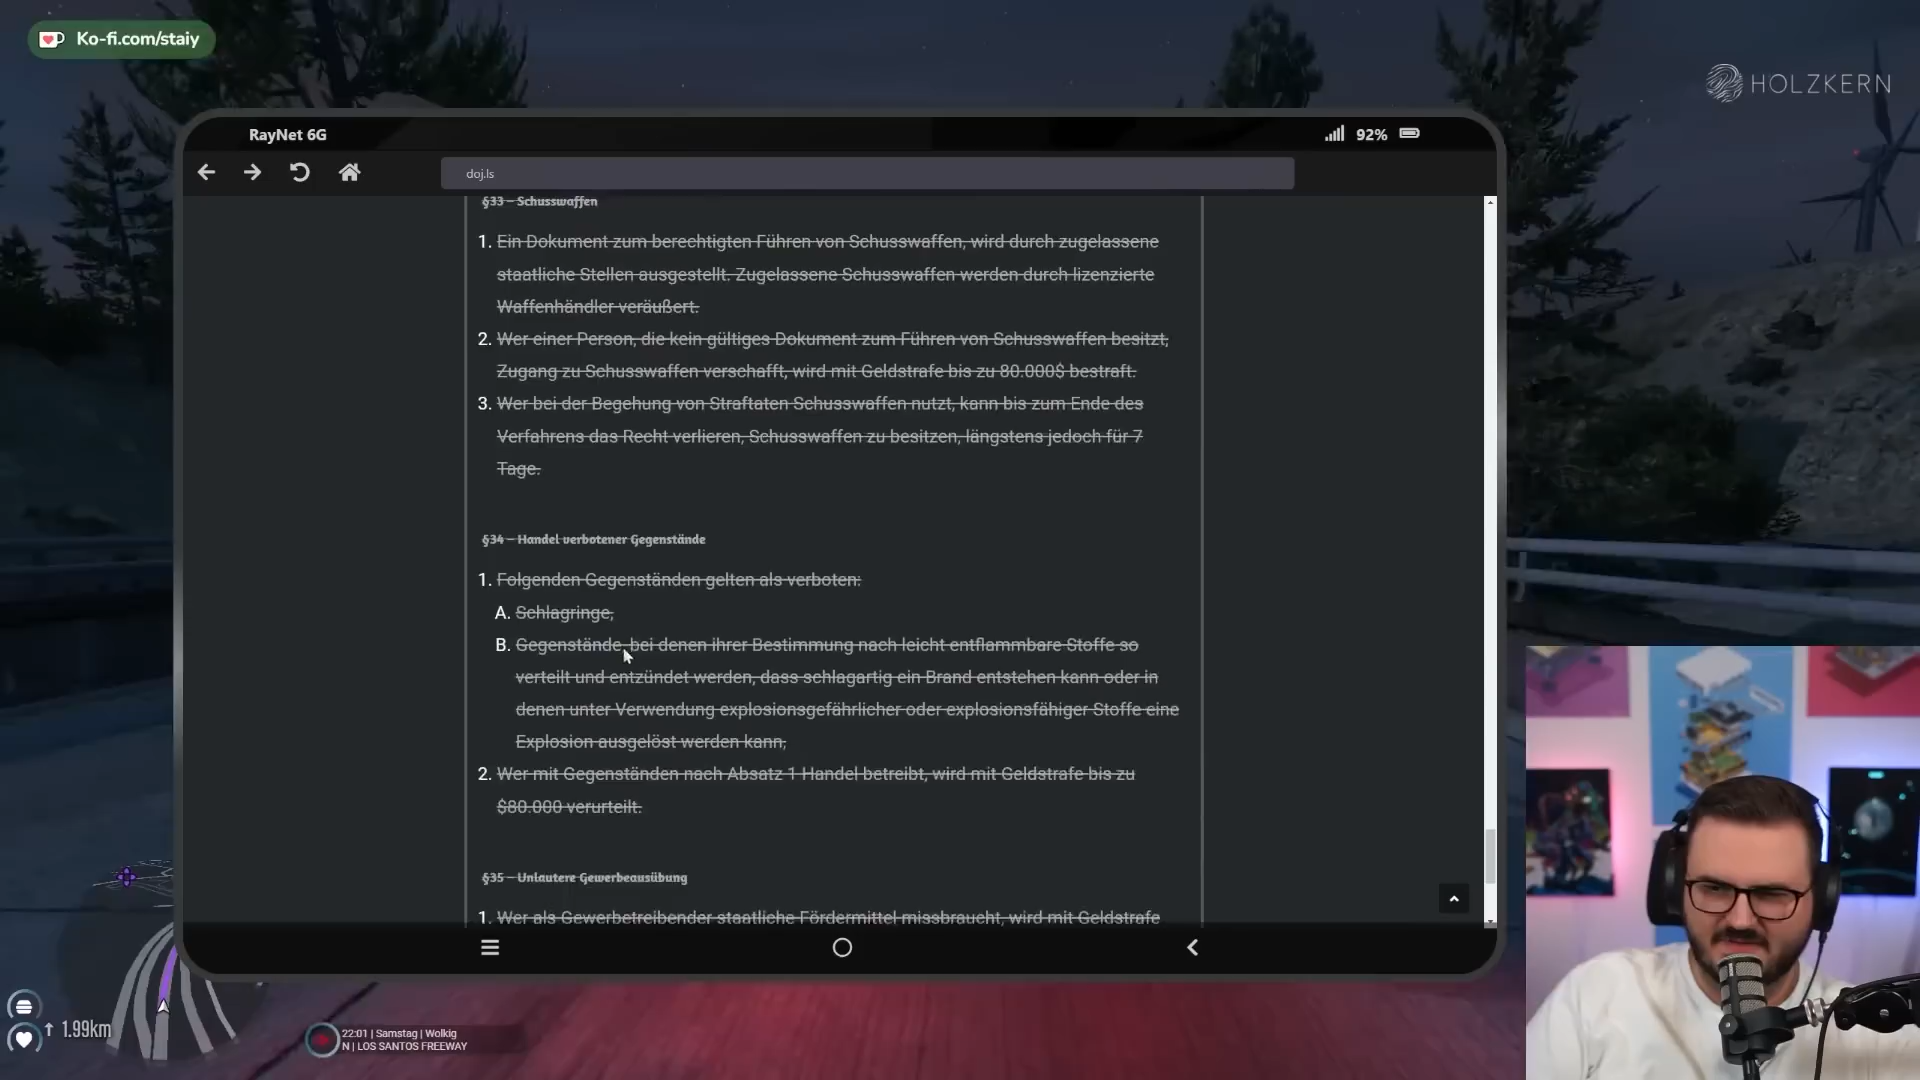 Ko-fi.com/staiy
HOLZKERN
RayNet 6G
92%
doj.ls
§33 – Schusswaffen
1. Ein Dokument zum berechtigten Führen von Schusswaffen, wird durch zugelassene
staatliche Stellen ausgestellt. Zugelassene Schusswaffen werden durch lizenzierte
Waffenhändler veräußert.
2. Wer einer Person, die kein gültiges Dokument zum Führen von Schusswaffen besitzt,
Zugang zu Schusswaffen verschafft, wird mit Geldstrafe bis zu 80.000$ bestraft.
3. Wer bei der Begehung von Straftaten Schusswaffen nutzt, kann bis zum Ende des
Verfahrens das Recht verlieren, Schusswaffen zu besitzen, längstens jedoch für 7
Tage.
§34 – Handel verbotener Gegenstände
1. Folgenden Gegenständen gelten als verboten:
A. Schlagringe,
B. Gegenstände, bei denen ihrer Bestimmung nach leicht entflammbare Stoffe so
verteilt und entzündet werden, dass schlagartig ein Brand entstehen kann oder in
denen unter Verwendung explosionsgefährlicher oder explosionsfähiger Stoffe eine
Explosion ausgelöst werden kann,
2. Wer mit Gegenständen nach Absatz 1 Handel betreibt, wird mit Geldstrafe bis zu
$80.000 verurteilt.
§35 – Unlautere Gewerbeausübung
1. Wer als Gewerbetreibender staatliche Fördermittel missbraucht, wird mit Geldstrafe
1.99km
22:01 | Samstag | Wolkig
N | LOS SANTOS FREEWAY